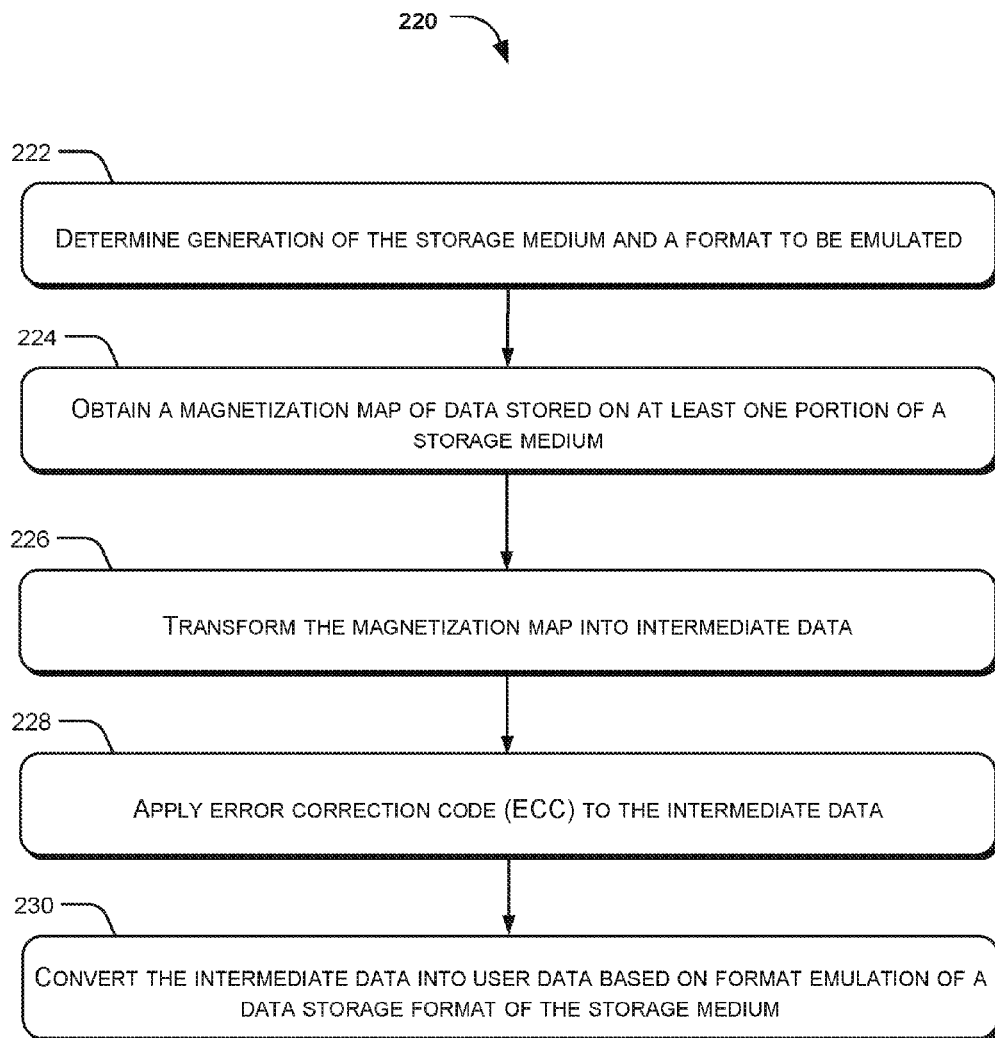 220
222
DETERMINE GENERATION OF THE STORAGE MEDIUM AND A FORMAT TO BE EMULATED
224
OBTAIN A MAGNETIZATION MAP OF DATA STORED ON AT LEAST ONE PORTION OF A
STORAGE MEDIUM
226
TRANSFORM THE MAGNETIZATION MAP INTO INTERMEDIATE DATA
228
APPLY ERROR CORRECTION CODE (ECC) TO THE INTERMEDIATE DATA
230
CONVERT THE INTERMEDIATE DATA INTO USER DATA BASED ON FORMAT EMULATION OF A
DATA STORAGE FORMAT OF THE STORAGE MEDIUM